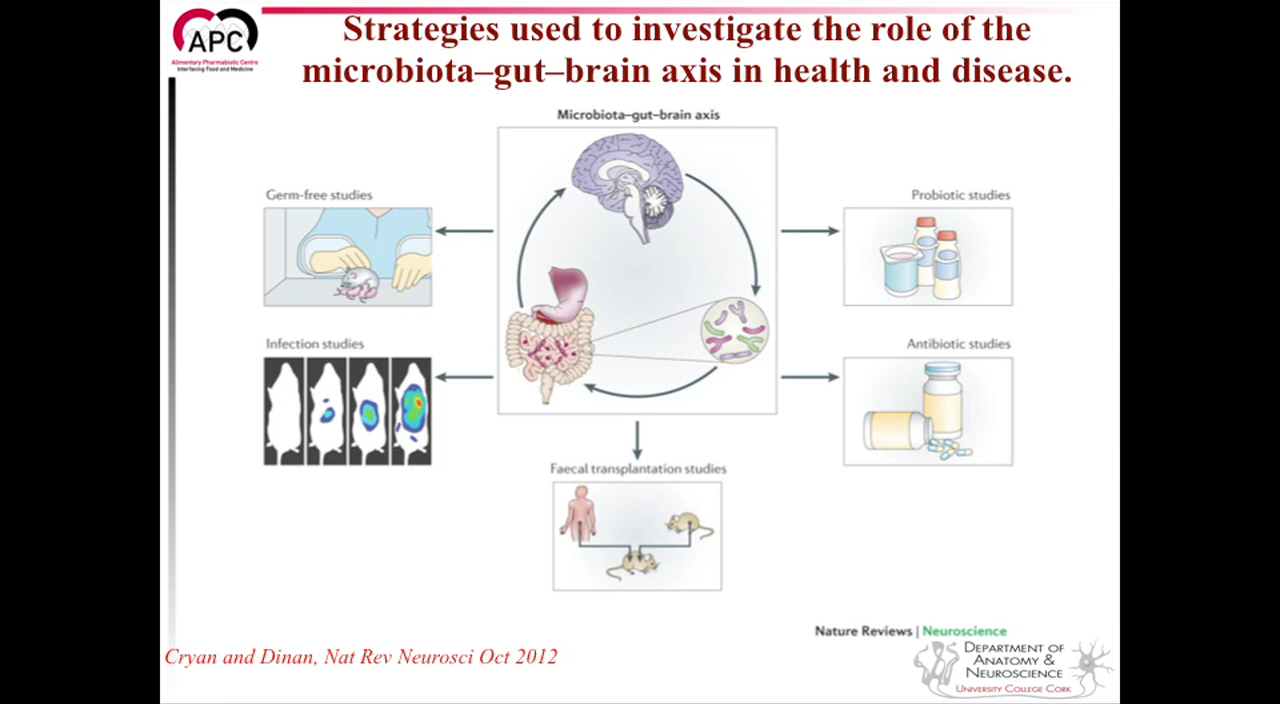 APC
Alimentary Pharmabiotic Centre
Interfacing Food and Medicine
Strategies used to investigate the role of the
microbiota–gut–brain axis in health and disease.
Microbiota–gut–brain axis
Germ-free studies
Probiotic studies
Infection studies
Antibiotic studies
Faecal transplantation studies
Nature Reviews | Neuroscience
Cryan and Dinan, Nat Rev Neurosci Oct 2012
DEPARTMENT OF
ANATOMY &
NEUROSCIENCE
UNIVERSITY COLLEGE CORK